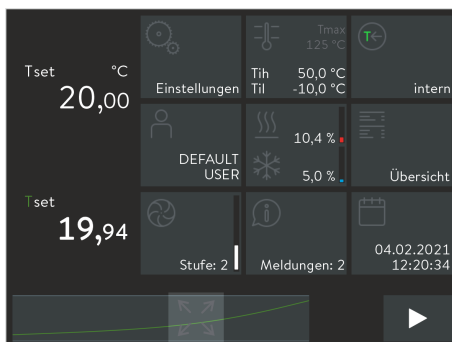 Tset °C
20,00
Tset
19,94
Einstellungen
Tmax
125 °C
Tih 50,0 °C
Til -10,0 °C
T←
intern
DEFAULT
USER
10,4 %
5,0 %
Übersicht
Stufe: 2
Meldungen: 2
04.02.2021
12:20:34